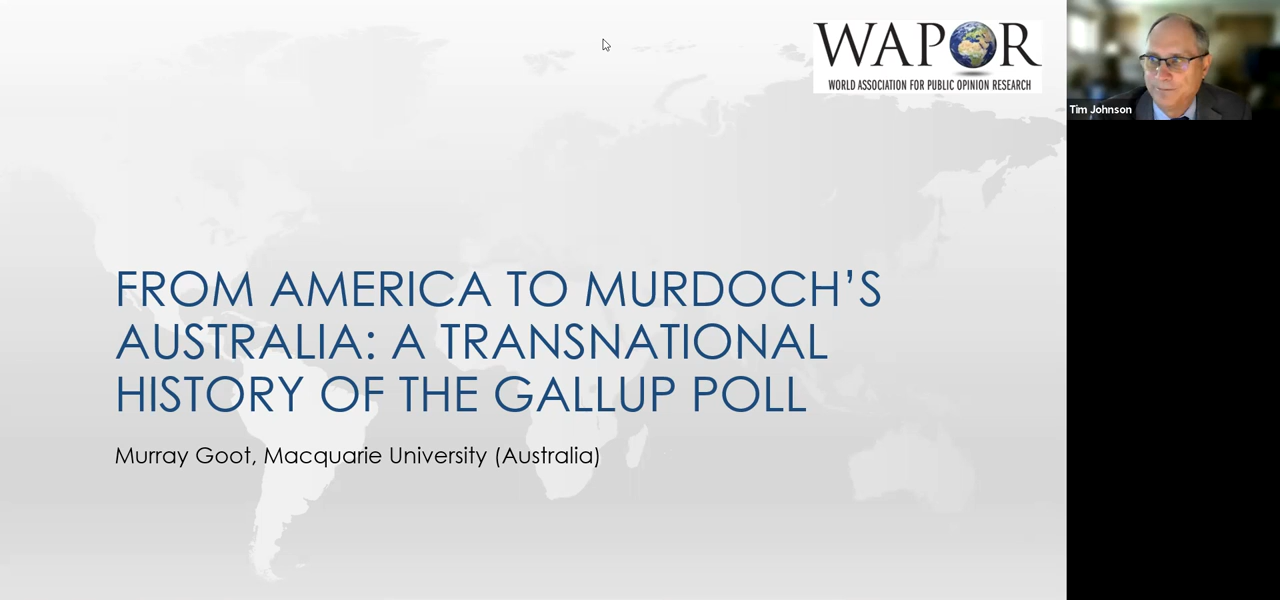 WAPOR
WORLD ASSOCIATION FOR PUBLIC OPINION RESEARCH
Tim Johnson
FROM AMERICA TO MURDOCH’S
AUSTRALIA: A TRANSNATIONAL
HISTORY OF THE GALLUP POLL
Murray Goot, Macquarie University (Australia)